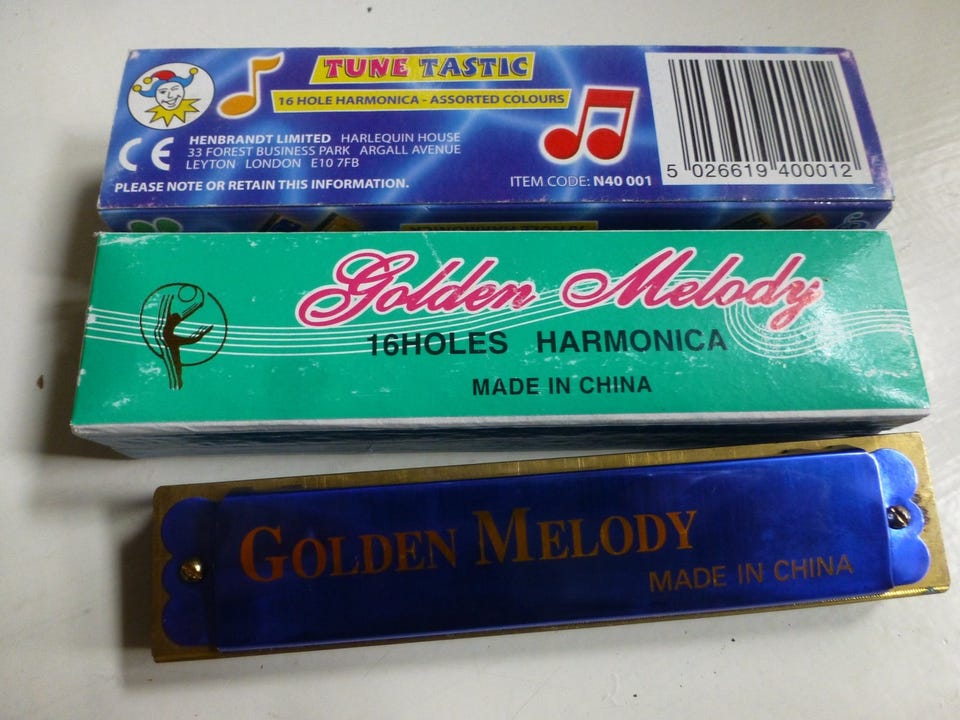 TUNE TASTIC
16 HOLE HARMONICA - ASSORTED COLOURS
CE
HENBRANDT LIMITED HARLEQUIN HOUSE
33 FOREST BUSINESS PARK ARGALL AVENUE
LEYTON LONDON E10 7FB
PLEASE NOTE OR RETAIN THIS INFORMATION.
ITEM CODE: N40 001
5 026619 400012
Golden Melody
16HOLES HARMONICA
MADE IN CHINA
GOLDEN MELODY
MADE IN CHINA